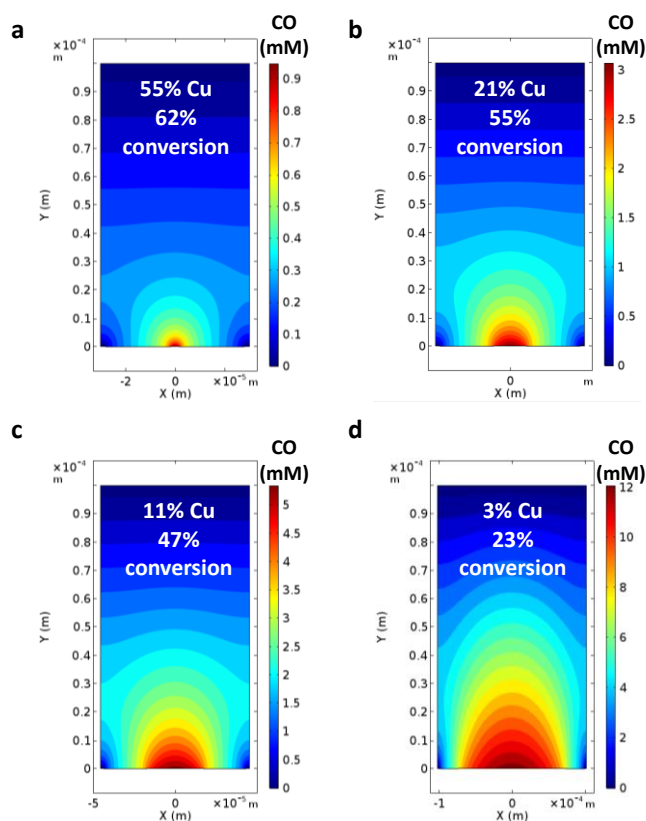 a
CO
(mM)
×10⁻⁴
m
55% Cu
62%
conversion
0.9
0.8
0.7
0.6
0.5
0.4
0.3
0.2
0.1
0
Y (m)
0.9
0.8
0.7
0.6
0.5
0.4
0.3
0.2
0.1
0
-2
0
×10⁻⁵ m
X (m)
b
CO
(mM)
×10⁻⁴
m
21% Cu
55%
conversion
0.9
0.8
0.7
0.6
0.5
0.4
0.3
0.2
0.1
0
Y (m)
3
2.5
2
1.5
1
0.5
0
0
m
X (m)
c
CO
(mM)
×10⁻⁴
m
11% Cu
47%
conversion
0.9
0.8
0.7
0.6
0.5
0.4
0.3
0.2
0.1
0
Y (m)
5
4.5
4
3.5
3
2.5
2
1.5
1
0.5
0
-5
0
×10⁻⁵ m
X (m)
d
CO
(mM)
×10⁻⁴
m
3% Cu
23%
conversion
0.9
0.8
0.7
0.6
0.5
0.4
0.3
0.2
0.1
0
Y (m)
12
10
8
6
4
2
0
-1
0
×10⁻⁴ m
X (m)